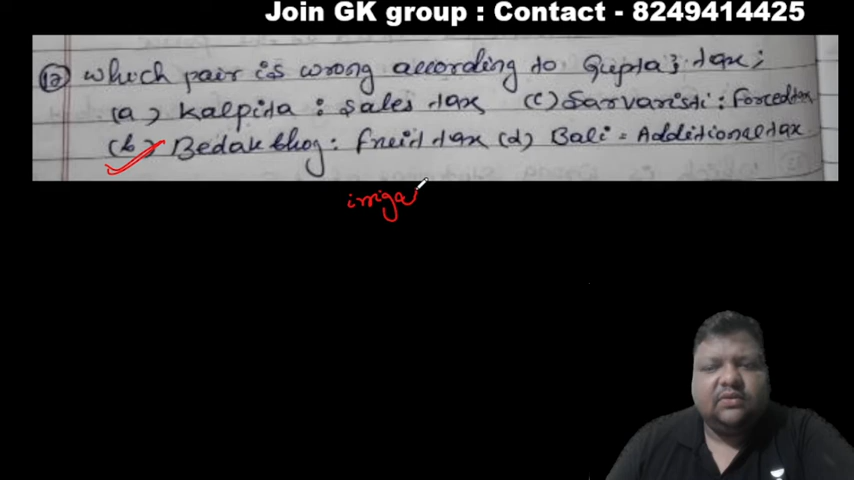 Join GK group : Contact - 8249414425
(12) which pair is wrong according to Gupta's tax;
(a) Kalpita : Sales tax (c) Sarvaristi : Forced tax
(b) Bedak bhog : Fruit tax (d) Bali = Additional tax
irriga